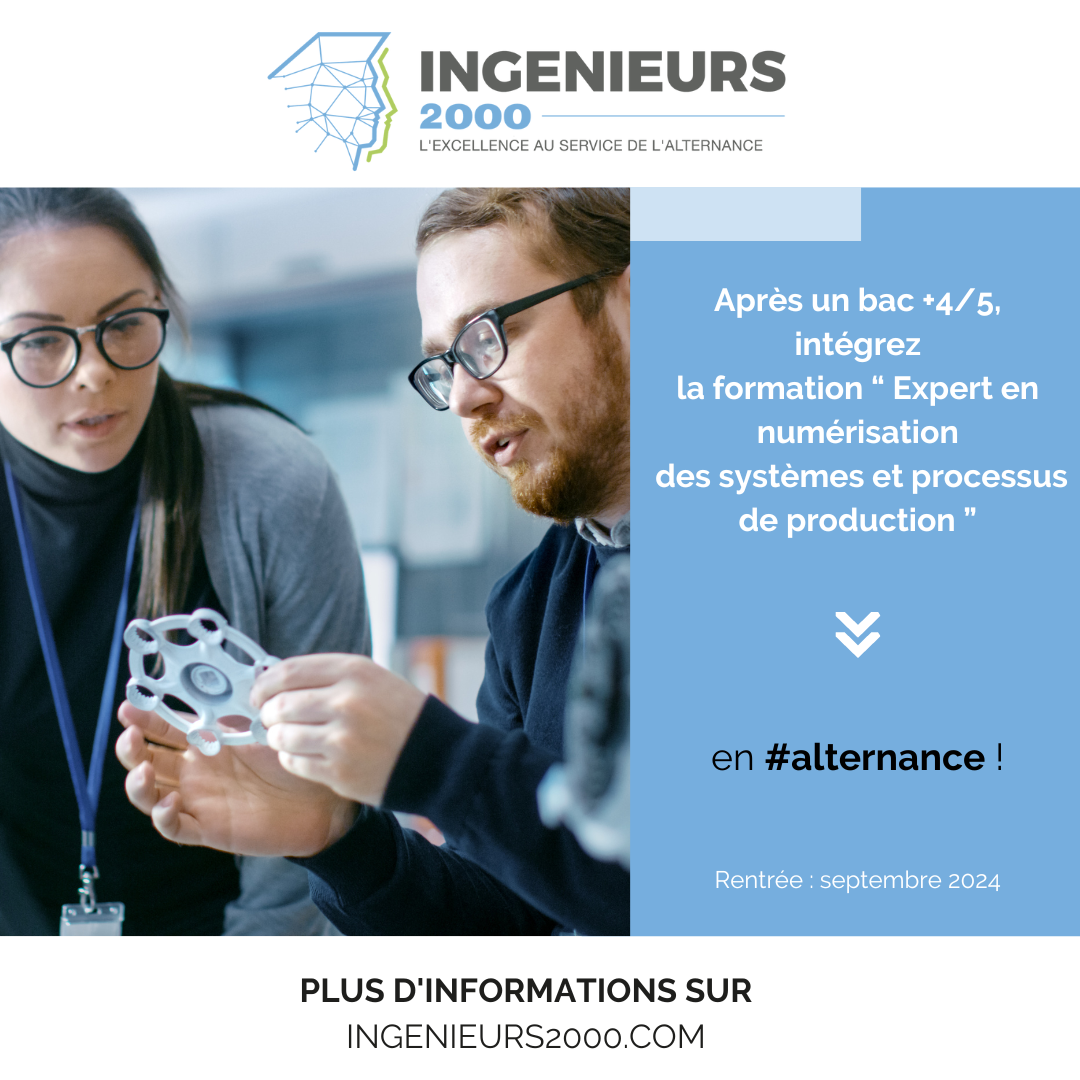 INGENIEURS
2000
L'EXCELLENCE AU SERVICE DE L'ALTERNANCE
Après un bac +4/5,
intégrez
la formation “ Expert en
numérisation
des systèmes et processus
de production ”
en #alternance !
Rentrée : septembre 2024
PLUS D'INFORMATIONS SUR
INGENIEURS2000.COM